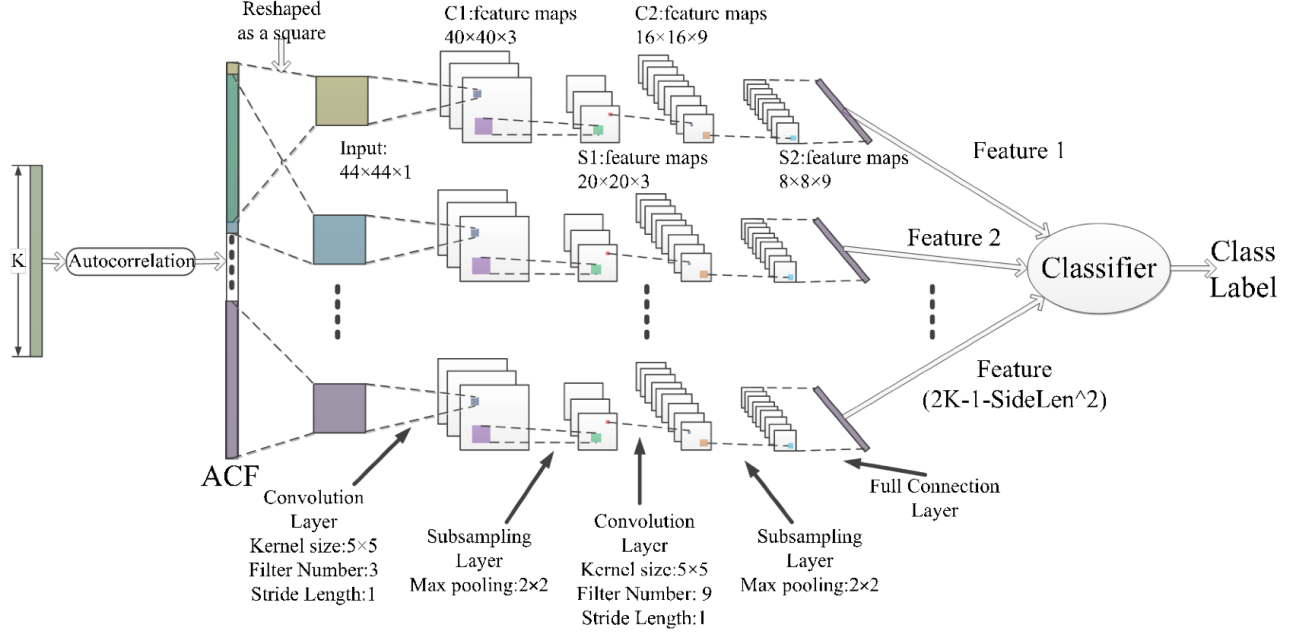 Reshaped
as a square
C1:feature maps
40×40×3
C2:feature maps
16×16×9
Input:
44×44×1
S1:feature maps
20×20×3
S2:feature maps
8×8×9
Feature 1
K
Autocorrelation
Feature 2
Classifier
Class
Label
Feature
(2K-1-SideLen^2)
ACF
Convolution
Layer
Kernel size:5×5
Filter Number:3
Stride Length:1
Subsampling
Layer
Max pooling:2×2
Convolution
Layer
Kernel size:5×5
Filter Number: 9
Stride Length:1
Subsampling
Layer
Max pooling:2×2
Full Connection
Layer